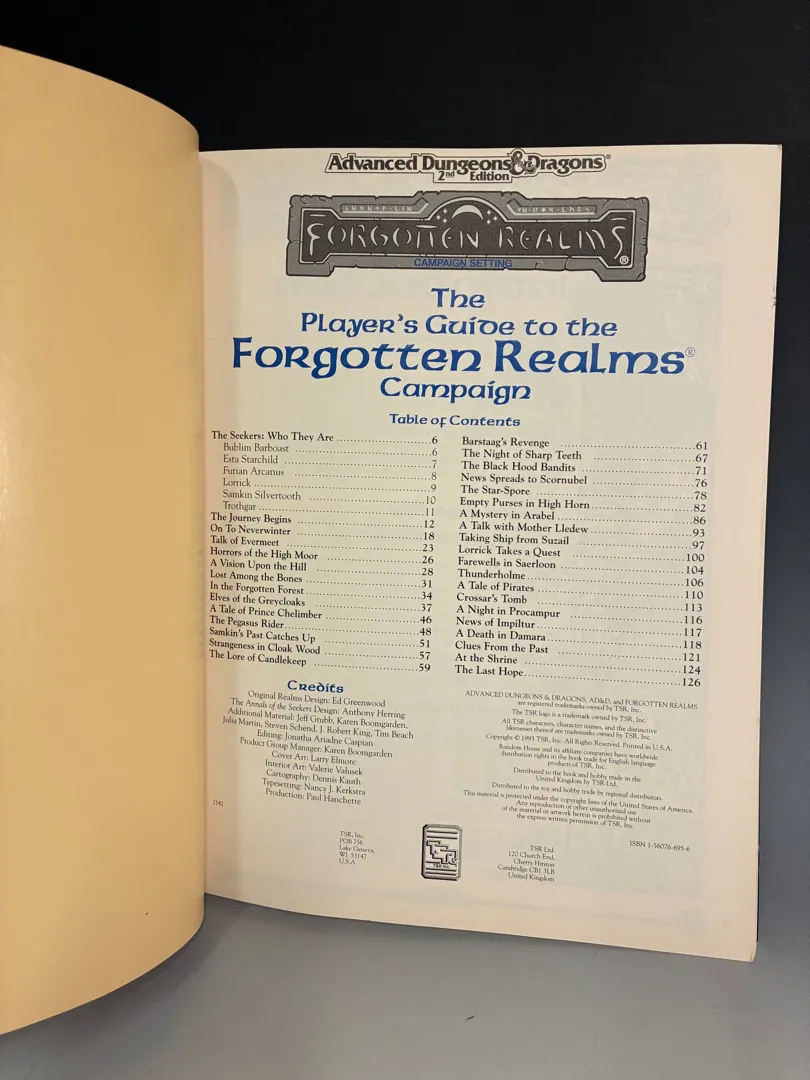 Advanced Dungeons & Dragons®
2nd Edition
FORGOTTEN REALMS®
CAMPAIGN SETTING
The
Player's Guide to the
Forgotten Realms®
Campaign
Table of Contents
The Seekers: Who They Are ........................6
Bublim Barboast ........................6
Esta Starchild ........................7
Furian Arcanus ........................8
Lorrick ........................9
Samkin Silvertooth ........................10
Trothgar ........................11
The Journey Begins ........................12
On To Neverwinter ........................18
Talk of Evermeet ........................23
Horrors of the High Moor ........................26
A Vision Upon the Hill ........................28
Lost Among the Bones ........................31
In the Forgotten Forest ........................34
Elves of the Greycloaks ........................37
A Tale of Prince Chelimber ........................46
The Pegasus Rider ........................48
Samkin's Past Catches Up ........................51
Strangeness in Cloak Wood ........................57
The Lore of Candlekeep ........................59
Barstaag's Revenge ........................61
The Night of Sharp Teeth ........................67
The Black Hood Bandits ........................71
News Spreads to Scornubel ........................76
The Star-Spore ........................78
Empty Purses in High Horn ........................82
A Mystery in Arabel ........................86
A Talk with Mother Lledew ........................93
Taking Ship from Suzail ........................97
Lorrick Takes a Quest ........................100
Farewells in Saerloon ........................104
Thunderholme ........................106
A Tale of Pirates ........................110
Crossar's Tomb ........................113
A Night in Procampur ........................116
News of Impiltur ........................117
A Death in Damara ........................118
Clues From the Past ........................121
At the Shrine ........................124
The Last Hope ........................126
Credits
Original Realms Design: Ed Greenwood
The Annals of the Seekers Design: Anthony Herring
Additional Material: Jeff Grubb, Karen Boomgarden,
Julia Martin, Steven Schend, J. Robert King, Tim Beach
Editing: Jonatha Ariadne Caspian
Product Group Manager: Karen Boomgarden
Cover Art: Larry Elmore
Interior Art: Valerie Valusek
Cartography: Dennis Kauth
Typesetting: Nancy J. Kerkstra
Production: Paul Hanchette
2142
ADVANCED DUNGEONS & DRAGONS, AD&D, and FORGOTTEN REALMS
are registered trademarks owned by TSR, Inc.
The TSR logo is a trademark owned by TSR, Inc.
All TSR characters, character names, and the distinctive
likenesses thereof are trademarks owned by TSR, Inc.
Copyright © 1993 TSR, Inc. All Rights Reserved. Printed in U.S.A.
Random House and its affiliate companies have worldwide
distribution rights in the book trade for English language
products of TSR, Inc.
Distributed to the book and hobby trade in the
United Kingdom by TSR Ltd.
Distributed to the toy and hobby trade by regional distributors.
This material is protected under the copyright laws of the United States of America.
Any reproduction or other unauthorized use
of the material or artwork herein is prohibited without
the express written permission of TSR, Inc.
ISBN 1-56076-695-6
TSR, Inc.
POB 756
Lake Geneva,
WI 53147
U.S.A.
TSR
TSR Inc.
TSR Ltd.
120 Church End,
Cherry Hinton
Cambridge CB1 3LB
United Kingdom